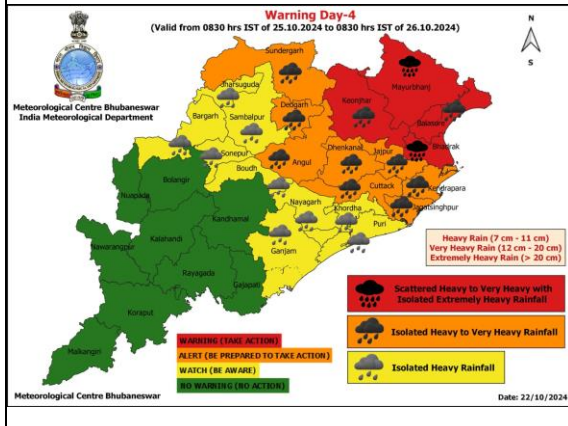 Warning Day-4
(Valid from 0830 hrs IST of 25.10.2024 to 0830 hrs IST of 26.10.2024)
N
S
Meteorological Centre Bhubaneswar
India Meteorological Department
Sundergarh
Jharsuguda
Mayurbhanj
Keonjhar
Deogarh
Balasore
Bargarh
Sambalpur
Bhadrak
Dhenkanal
Jajpur
Sonepur
Angul
Boudh
Kendrapara
Bolangir
Cuttack
Nuapada
Jagatsinghpur
Nayagarh
Khordha
Kandhamal
Puri
Kalahandi
Nawarangpur
Ganjam
Rayagada
Gajapati
Koraput
Malkangiri
Heavy Rain (7 cm - 11 cm)
Very Heavy Rain (12 cm - 20 cm)
Extremely Heavy Rain (> 20 cm)
Scattered Heavy to Very Heavy with
Isolated Extremely Heavy Rainfall
Isolated Heavy to Very Heavy Rainfall
Isolated Heavy Rainfall
WARNING (TAKE ACTION)
ALERT (BE PREPARED TO TAKE ACTION)
WATCH (BE AWARE)
NO WARNING (NO ACTION)
Meteorological Centre Bhubaneswar
Date: 22/10/2024